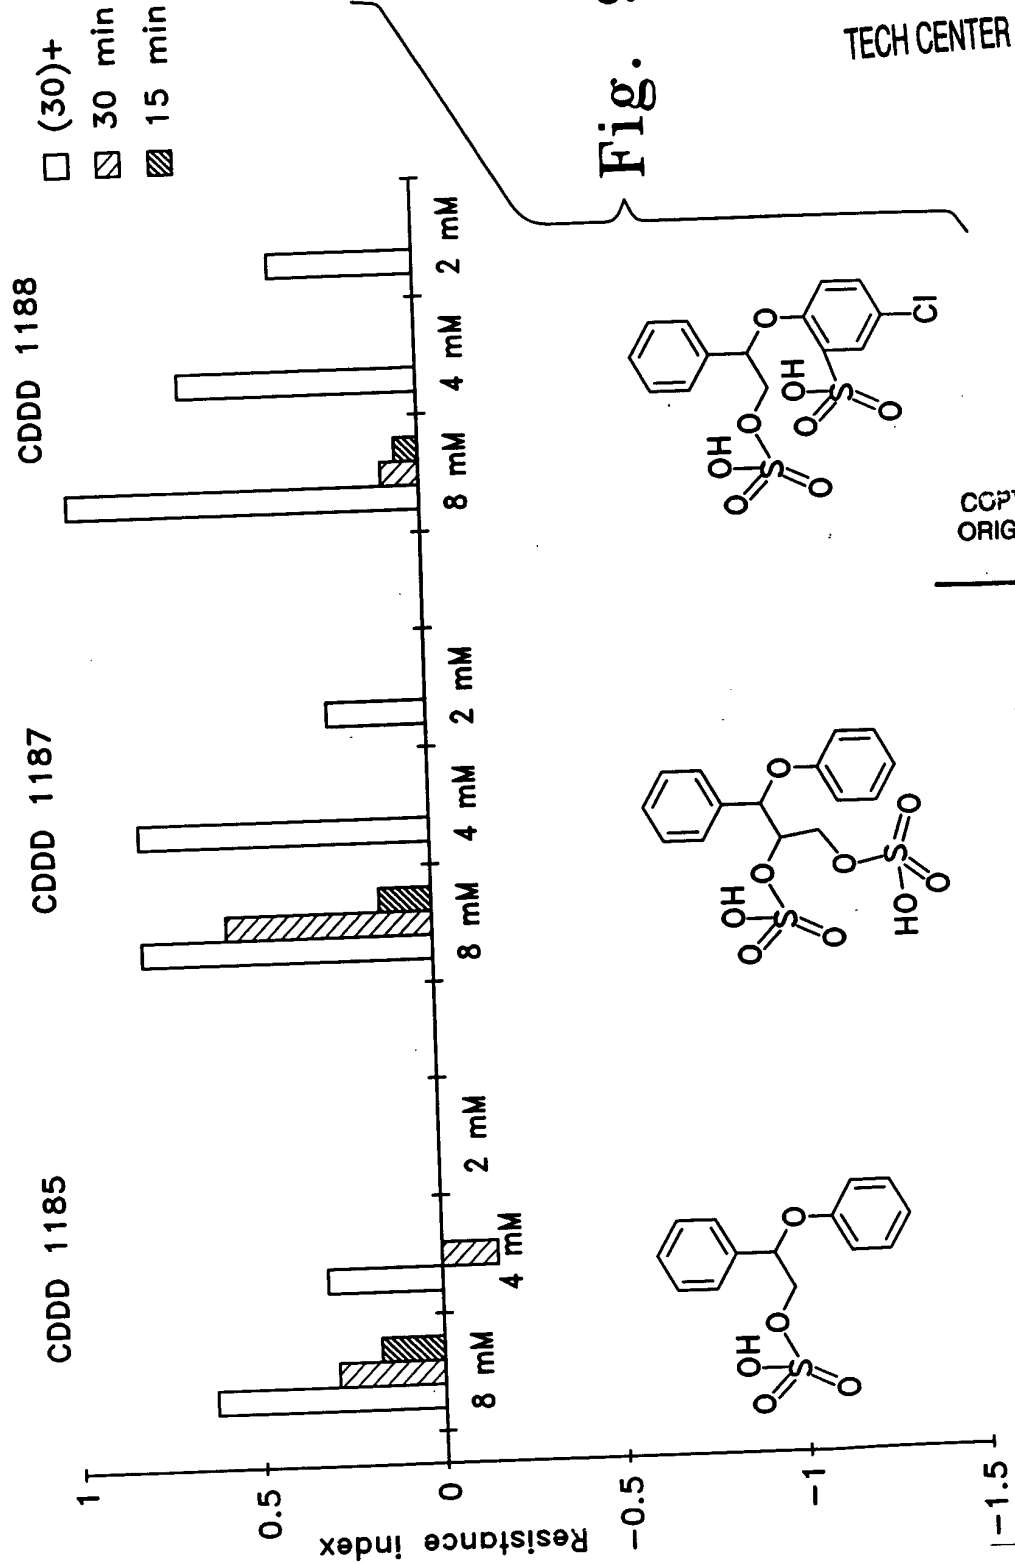 CDDD 1185
CDDD 1187
CDDD 1188
(30)+
30 min
15 min
Resistance index
1
0.5
0
-0.5
-1
-1.5
8 mM
4 mM
2 mM
8 mM
4 mM
2 mM
8 mM
4 mM
2 mM
OH
O
S
O
O
O
OH
O
S
O
O
O
O
S
O
O
HO
O
OH
O
S
O
O
O
OH
O
S
O
Cl
Fig.
TECH CENTER
ORIG